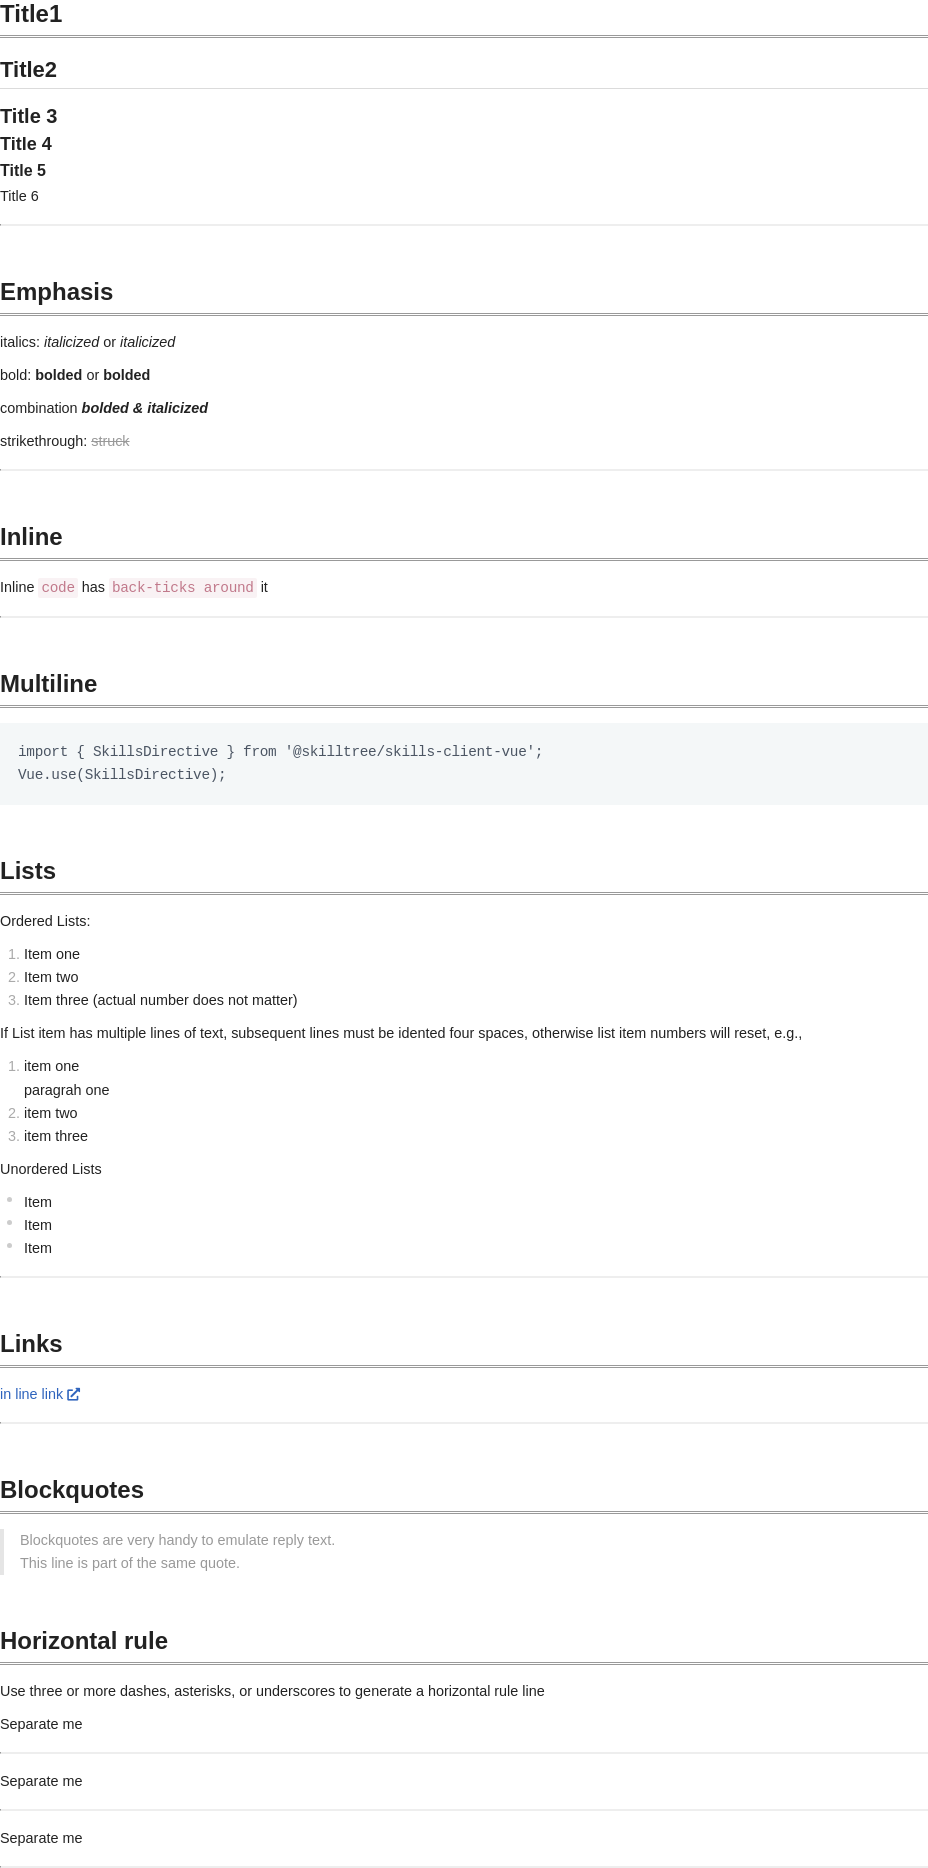 Title1
Title2
Title 3
Title 4
Title 5
Title 6
Emphasis
italics: italicized or italicized
bold: bolded or bolded
combination bolded & italicized
strikethrough: struck
Inline
Inline code has back-ticks around it
Multiline
import { SkillsDirective } from '@skilltree/skills-client-vue';
Vue.use(SkillsDirective);
Lists
Ordered Lists:
1. Item one
2. Item two
3. Item three (actual number does not matter)
If List item has multiple lines of text, subsequent lines must be idented four spaces, otherwise list item numbers will reset, e.g.,
1. item one
paragrah one
2. item two
3. item three
Unordered Lists
• Item
• Item
• Item
Links
in line link
Blockquotes
Blockquotes are very handy to emulate reply text.
This line is part of the same quote.
Horizontal rule
Use three or more dashes, asterisks, or underscores to generate a horizontal rule line
Separate me
Separate me
Separate me